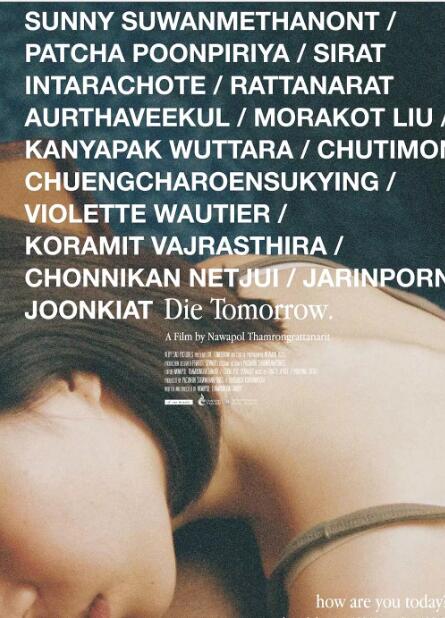 SUNNY SUWANMETHANONT /
PATCHA POONPIRIYA / SIRAT
INTARACHOTE / RATTANARAT
AURTHAVEEKUL / MORAKOT LIU /
KANYAPAK WUTTARA / CHUTIMON
CHUENGCHAROENSUKYING /
VIOLETTE WAUTIER /
KORAMIT VAJRASTHIRA /
CHONNIKAN NETJUI / JARINPORN
JOONKIAT Die Tomorrow.
A Film by Nawapol Thamrongrattanarit
how are you today